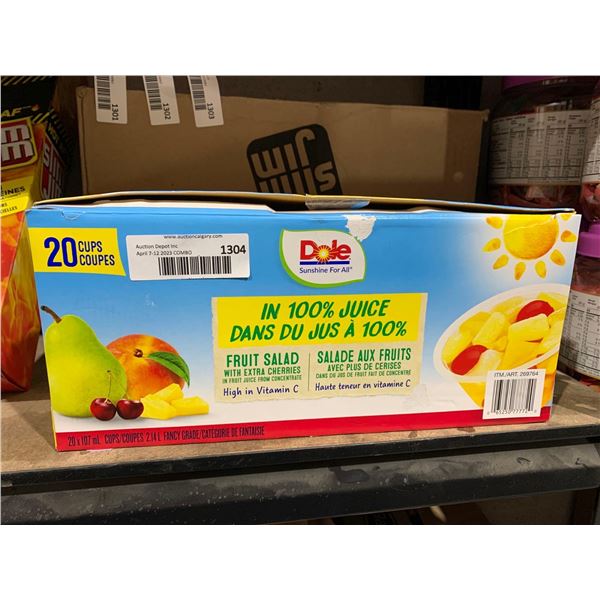 1301
1302
1303
SLIM JIM
SLIM
JIM
20 CUPS
COUPES
www.auctioncalgary.com
Auction Depot Inc
April 7-12 2023 COMBO
1304
Dole
Sunshine For All®
IN 100% JUICE
DANS DU JUS À 100%
FRUIT SALAD
WITH EXTRA CHERRIES
IN FRUIT JUICE FROM CONCENTRATE
High in Vitamin C
SALADE AUX FRUITS
AVEC PLUS DE CERISES
DANS DU JUS DE FRUIT FAIT DE CONCENTRÉ
Haute teneur en vitamine C
ITM./ART. 269764
20 x 107 mL CUPS/COUPES 2.14 L FANCY GRADE/CATÉGORIE DE FANTAISIE